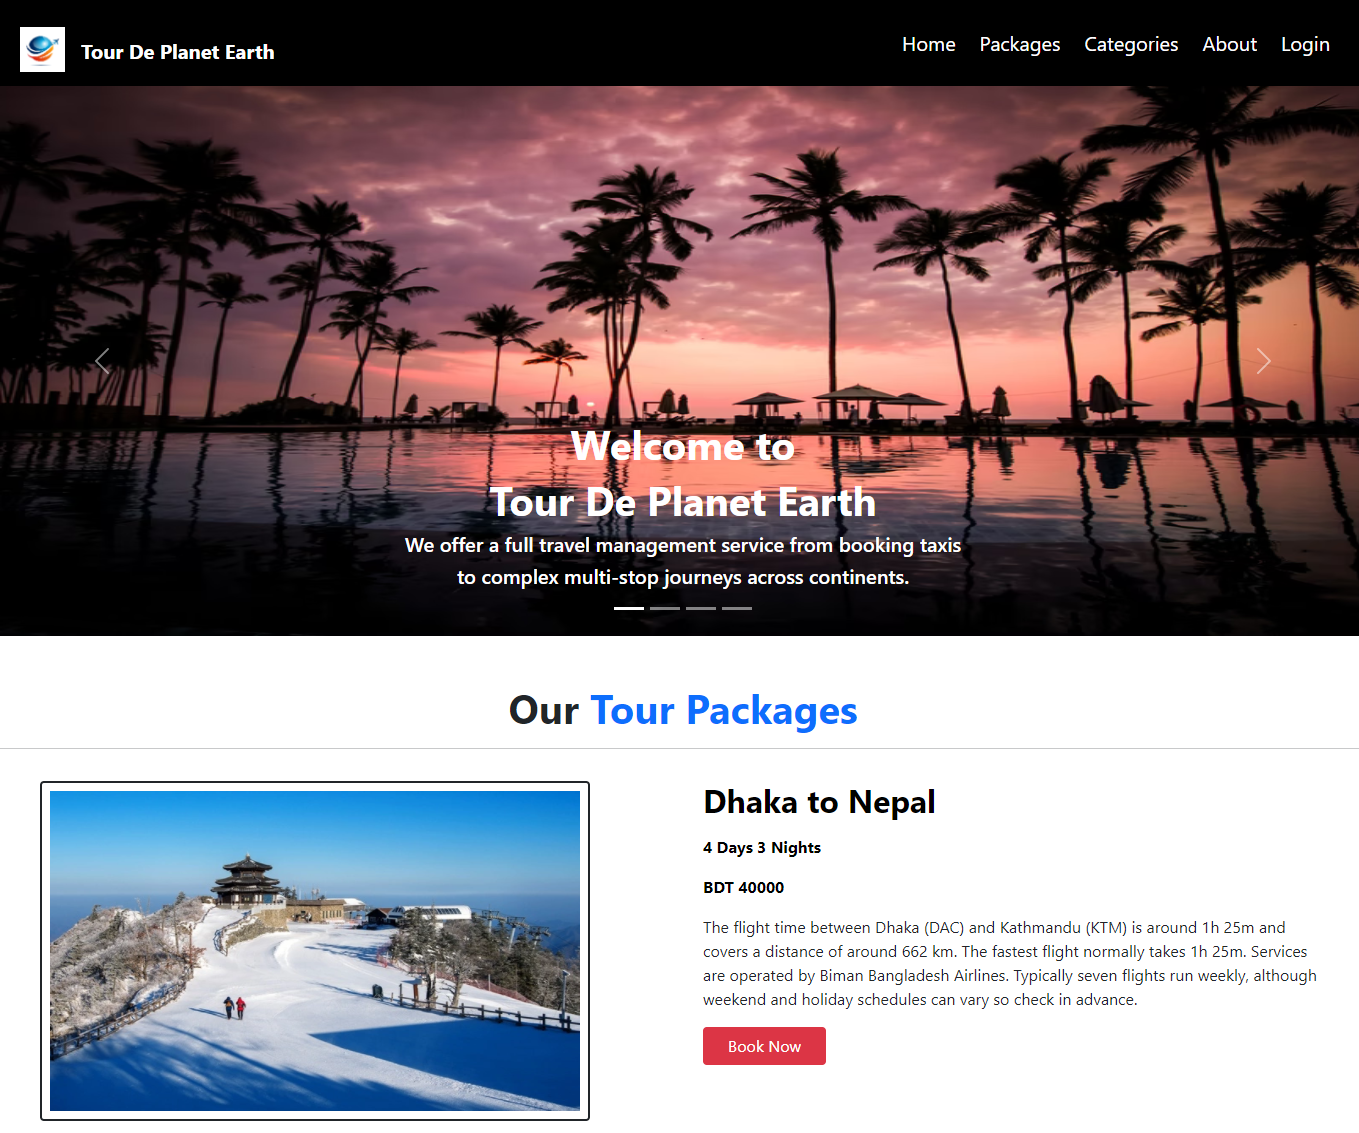 Tour De Planet Earth
Home Packages Categories About Login
Welcome to
Tour De Planet Earth
We offer a full travel management service from booking taxis
to complex multi-stop journeys across continents.
Our Tour Packages
Dhaka to Nepal
4 Days 3 Nights
BDT 40000
The flight time between Dhaka (DAC) and Kathmandu (KTM) is around 1h 25m and
covers a distance of around 662 km. The fastest flight normally takes 1h 25m. Services
are operated by Biman Bangladesh Airlines. Typically seven flights run weekly, although
weekend and holiday schedules can vary so check in advance.
Book Now